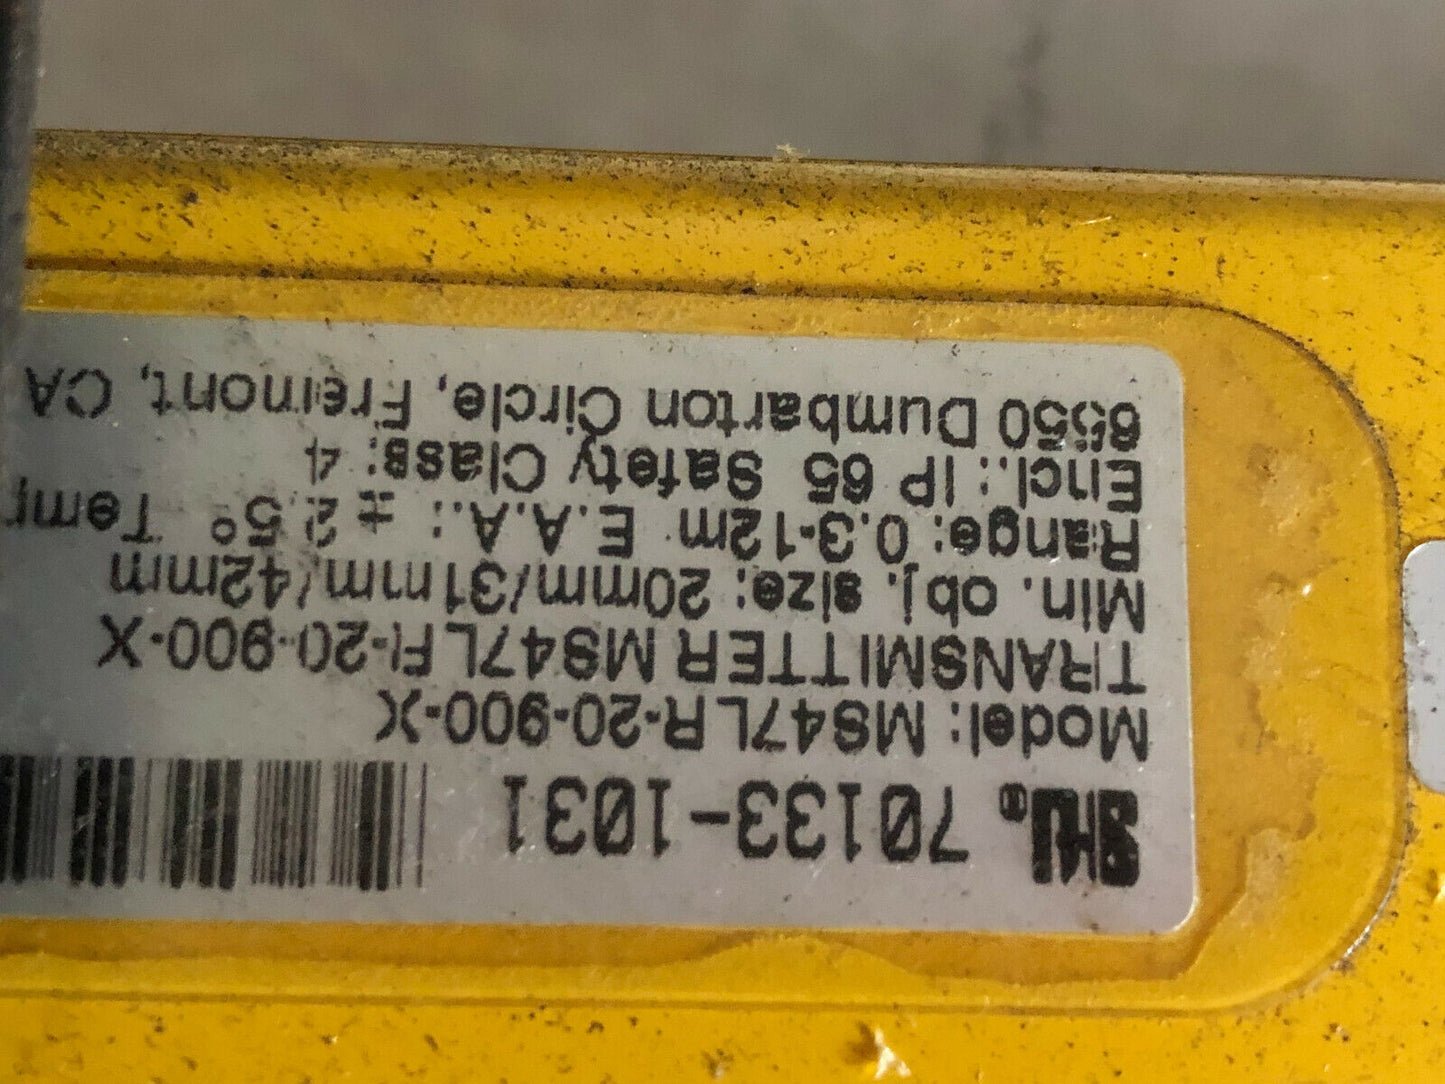 STI® 70133-1031
Model: MS47LR-20-900-X
TRANSMITTER MS47LR-20-900-X
Min. obj. size: 20mm/31mm/42mm
Range: 0.3-12m E.A.A.: ± 2.5° Temp
Encl.: IP 65 Safety Class: 4
6550 Dumbarton Circle, Fremont, CA